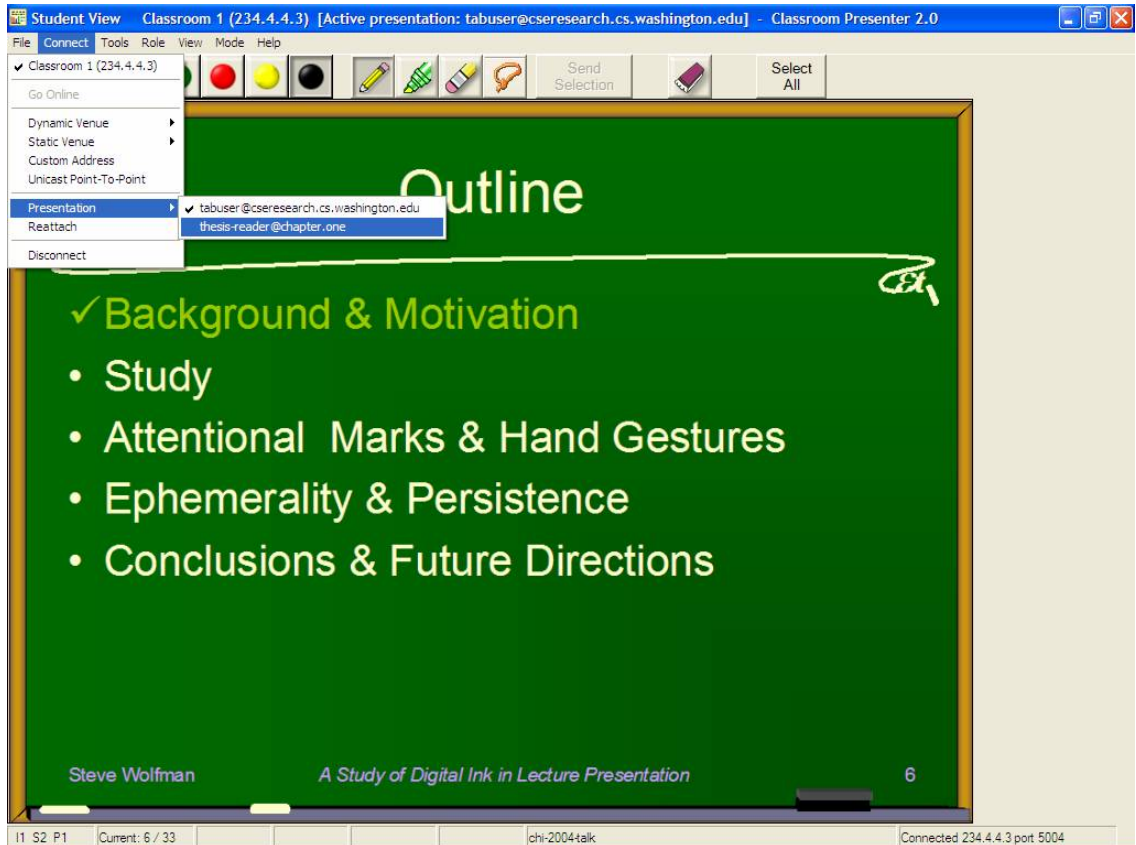 Student View Classroom 1 (234.4.4.3) [Active presentation: tabuser@cseresearch.cs.washington.edu] - Classroom Presenter 2.0
File Connect Tools Role View Mode Help
Classroom 1 (234.4.4.3)
Send
Selection
Select
All
Go Online
Dynamic Venue
Static Venue
Custom Address
Unicast Point-To-Point
Presentation
tabuser@cseresearch.cs.washington.edu
Reattach
thesis-reader@chapter.one
Disconnect
Outline
✓Background & Motivation
• Study
• Attentional Marks & Hand Gestures
• Ephemerality & Persistence
• Conclusions & Future Directions
Steve Wolfman A Study of Digital Ink in Lecture Presentation 6
I1 S2 P1 Current: 6 / 33 chi-2004-talk Connected 234.4.4.3 port 5004